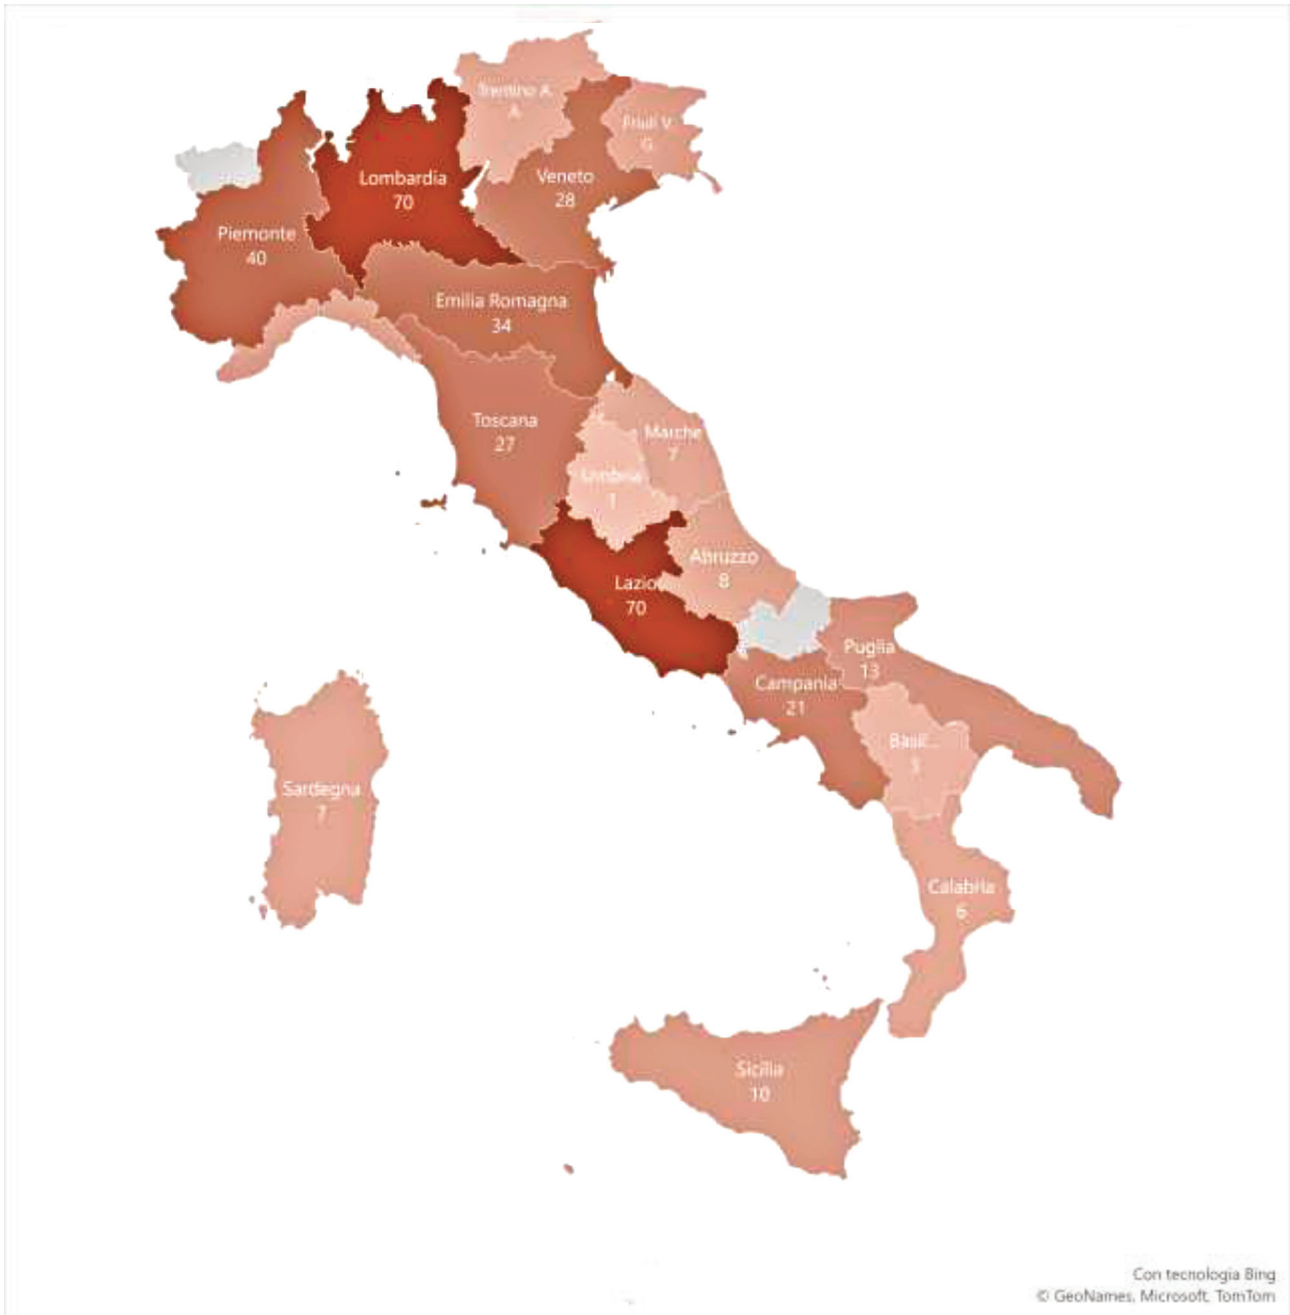 Trentino A.
A.
Friuli V.
G.
Lombardia
70
Veneto
28
Piemonte
40
Emilia Romagna
34
Toscana
27
Marche
7
Umbria
1
Abruzzo
8
Lazio
70
Puglia
13
Campania
21
Basil...
Sardegna
7
Calabria
6
Sicilia
10
Con tecnologia Bing
© GeoNames, Microsoft, TomTom